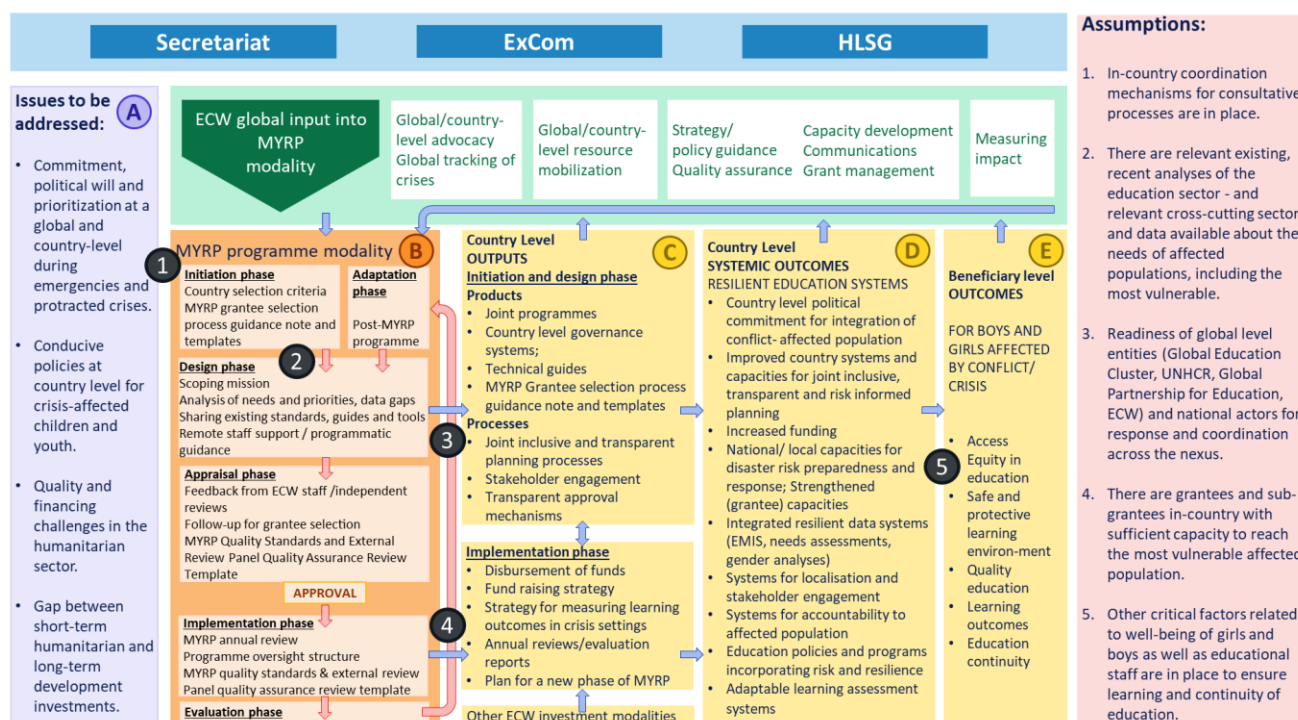 Secretariat
ExCom
HLSG
Issues to be
addressed:
A
• Commitment,
political will and
prioritization at a
global and
country-level
during
emergencies and
protracted crises.
• Conducive
policies at
country level for
crisis-affected
children and
youth.
• Quality and
financing
challenges in the
humanitarian
sector.
• Gap between
short-term
humanitarian and
long-term
development
investments.
ECW global input into
MYRP
modality
Global/country-
level advocacy
Global tracking of
crises
Global/country-
level resource
mobilization
Strategy/
policy guidance
Quality assurance
Capacity development
Communications
Grant management
Measuring
impact
MYRP programme modality
B
1
Initiation phase
Country selection criteria
MYRP grantee selection
process guidance note and
templates
Adaptation
phase
Post-MYRP
programme
2
Design phase
Scoping mission
Analysis of needs and priorities, data gaps
Sharing existing standards, guides and tools
Remote staff support / programmatic
guidance
3
Appraisal phase
Feedback from ECW staff /independent
reviews
Follow-up for grantee selection
MYRP Quality Standards and External
Review Panel Quality Assurance Review
Template
APPROVAL
4
Implementation phase
MYRP annual review
Programme oversight structure
MYRP quality standards & external review
Panel quality assurance review template
Evaluation phase
Country Level
OUTPUTS
C
Initiation and design phase
Products
• Joint programmes
• Country level governance
systems;
• Technical guides
• MYRP Grantee selection process
guidance note and templates
Processes
• Joint inclusive and transparent
planning processes
• Stakeholder engagement
• Transparent approval
mechanisms
Implementation phase
• Disbursement of funds
• Fund raising strategy
• Strategy for measuring learning
outcomes in crisis settings
• Annual reviews/evaluation
reports
• Plan for a new phase of MYRP
Other ECW investment modalities
Country Level
SYSTEMIC OUTCOMES
D
RESILIENT EDUCATION SYSTEMS
• Country level political
commitment for integration of
conflict- affected population
• Improved country systems and
capacities for joint inclusive,
transparent and risk informed
planning
• Increased funding
• National/ local capacities for
disaster risk preparedness and
response; Strengthened
(grantee) capacities
• Integrated resilient data systems
(EMIS, needs assessments,
gender analyses)
• Systems for localisation and
stakeholder engagement
• Systems for accountability to
affected population
• Education policies and programs
incorporating risk and resilience
• Adaptable learning assessment
systems
5
E
Beneficiary level
OUTCOMES
FOR BOYS AND
GIRLS AFFECTED
BY CONFLICT/
CRISIS
• Access
• Equity in
education
• Safe and
protective
learning
environ-ment
• Quality
education
• Learning
outcomes
• Education
continuity
Assumptions:
1. In-country coordination
mechanisms for consultative
processes are in place.
2. There are relevant existing,
recent analyses of the
education sector - and
relevant cross-cutting sector
and data available about the
needs of affected
populations, including the
most vulnerable.
3. Readiness of global level
entities (Global Education
Cluster, UNHCR, Global
Partnership for Education,
ECW) and national actors for
response and coordination
across the nexus.
4. There are grantees and sub-
grantees in-country with
sufficient capacity to reach
the most vulnerable affected
population.
5. Other critical factors related
to well-being of girls and
boys as well as educational
staff are in place to ensure
learning and continuity of
education.